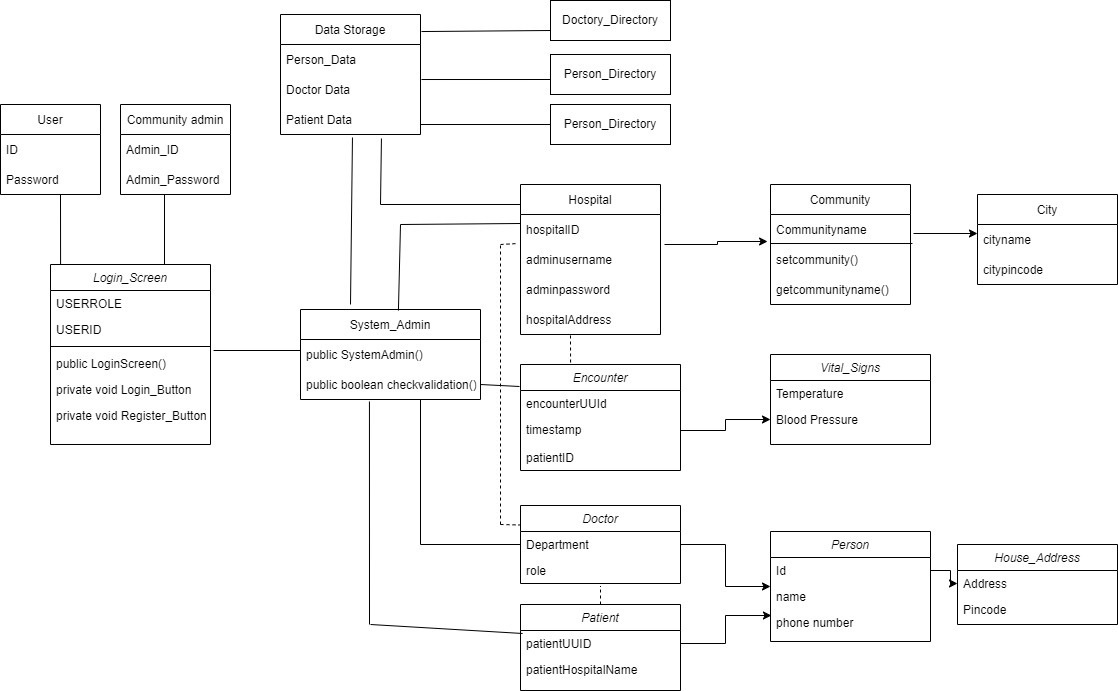 Data Storage
Person_Data
Doctor Data
Patient Data
Doctory_Directory
Person_Directory
Person_Directory
User
ID
Password
Community admin
Admin_ID
Admin_Password
Hospital
hospitalID
adminusername
adminpassword
hospitalAddress
Community
Communityname
setcommunity()
getcommunityname()
City
cityname
citypincode
Login_Screen
USERROLE
USERID
public LoginScreen()
private void Login_Button
private void Register_Button
System_Admin
public SystemAdmin()
public boolean checkvalidation()
Encounter
encounterUUId
timestamp
patientID
Vital_Signs
Temperature
Blood Pressure
Doctor
Department
role
Person
Id
name
phone number
House_Address
Address
Pincode
Patient
patientUUID
patientHospitalName